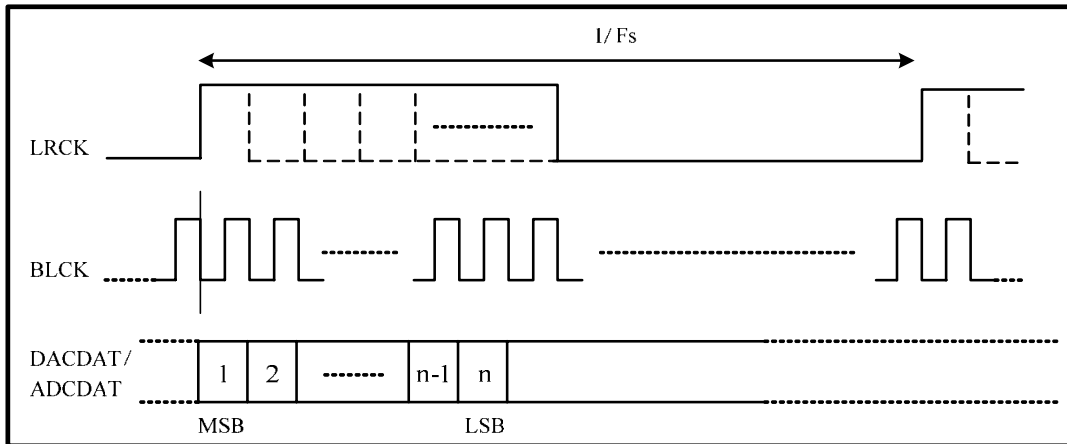 1/Fs
LRCK
BLCK
DACDAT/
ADCDAT
1 2 n-1 n
MSB LSB